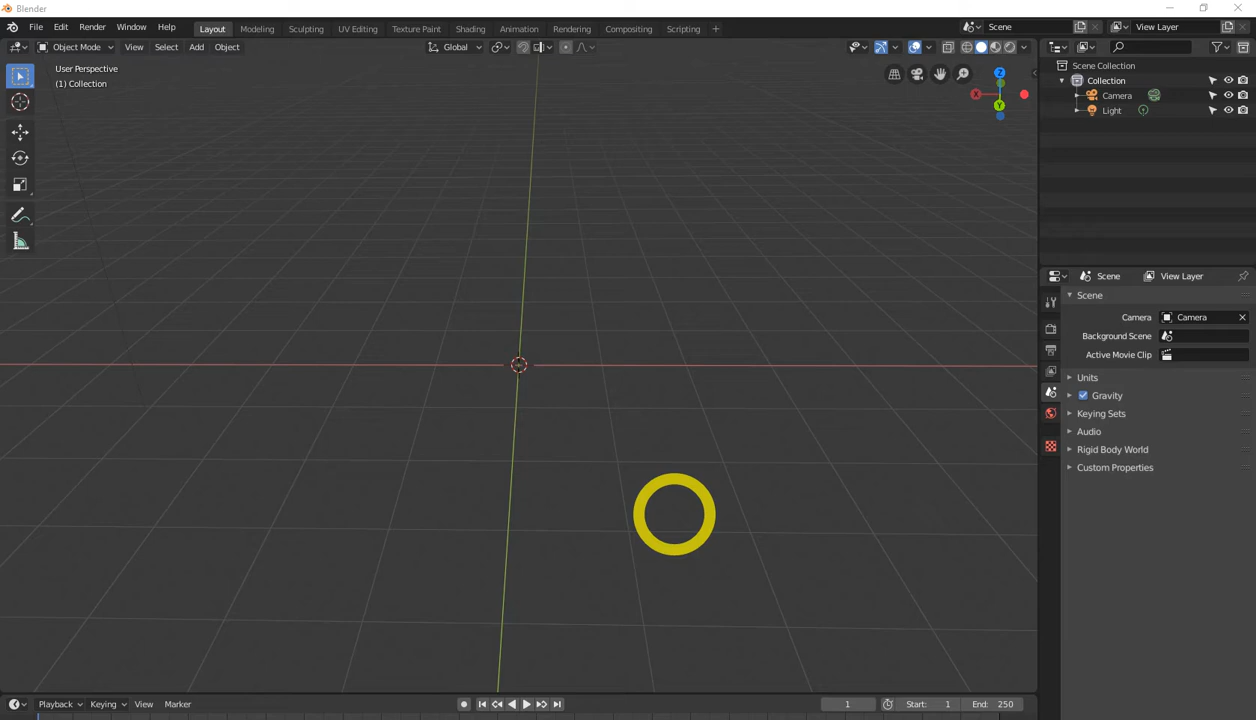 Blender
File Edit Render Window Help Layout Modeling Sculpting UV Editing Texture Paint Shading Animation Rendering Compositing Scripting + Scene View Layer
Object Mode View Select Add Object Global
User Perspective
(1) Collection
Z
X
Y
Scene Collection
Collection
Camera
Light
Scene View Layer
Scene
Camera Camera
Background Scene
Active Movie Clip
Units
Gravity
Keying Sets
Audio
Rigid Body World
Custom Properties
Playback Keying View Marker 1 Start: 1 End: 250